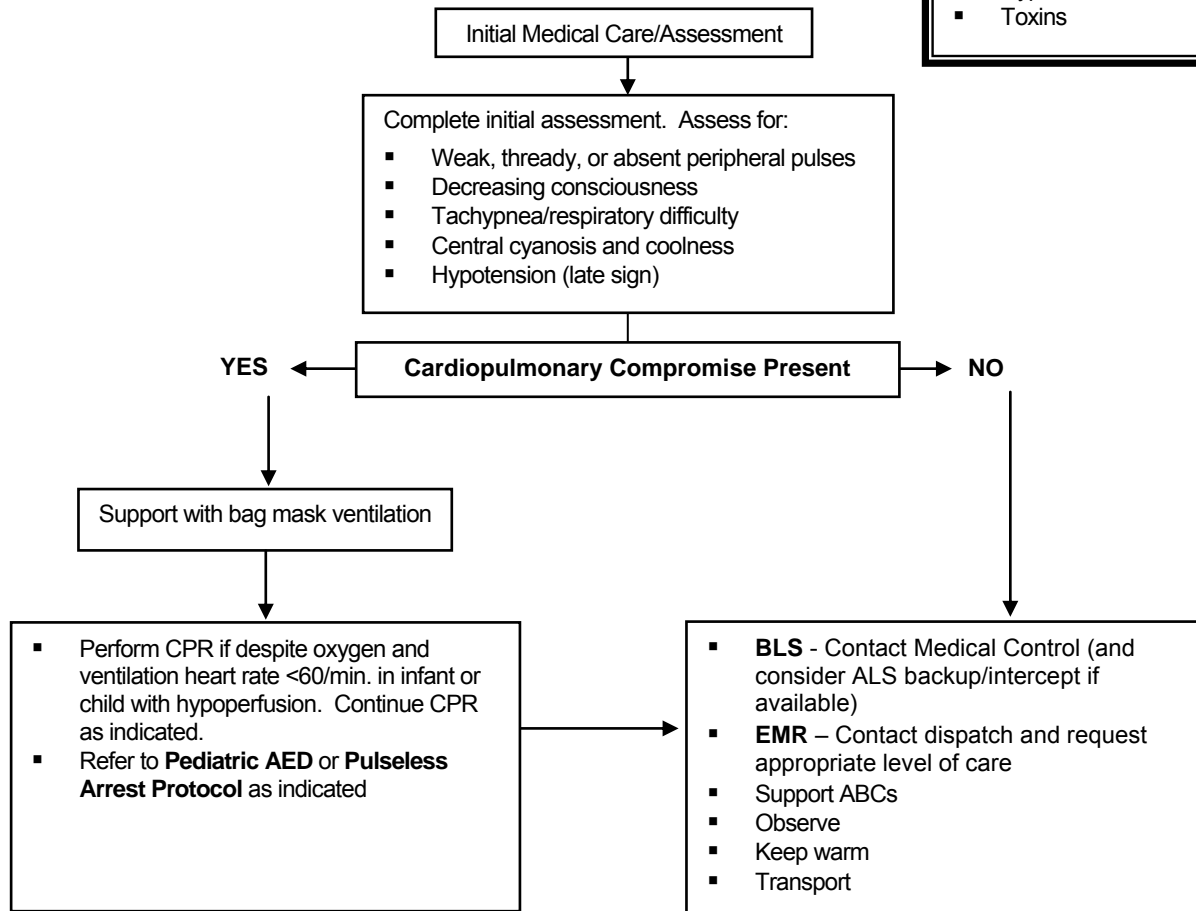 ▪ Toxins
Initial Medical Care/Assessment
Complete initial assessment. Assess for:
▪ Weak, thready, or absent peripheral pulses
▪ Decreasing consciousness
▪ Tachypnea/respiratory difficulty
▪ Central cyanosis and coolness
▪ Hypotension (late sign)
YES
Cardiopulmonary Compromise Present
NO
Support with bag mask ventilation
▪ Perform CPR if despite oxygen and
ventilation heart rate <60/min. in infant or
child with hypoperfusion. Continue CPR
as indicated.
▪ Refer to Pediatric AED or Pulseless
Arrest Protocol as indicated
▪ BLS - Contact Medical Control (and
consider ALS backup/intercept if
available)
▪ EMR – Contact dispatch and request
appropriate level of care
▪ Support ABCs
▪ Observe
▪ Keep warm
▪ Transport